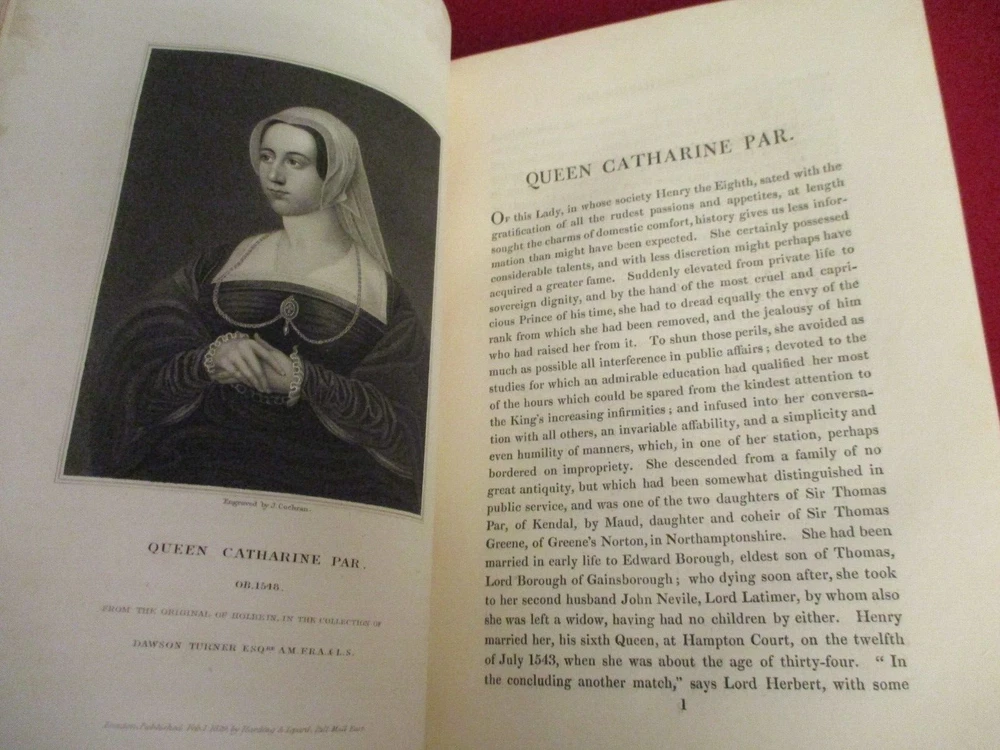 Engraved by J. Cochran.
QUEEN CATHARINE PAR.
OB. 1548.
FROM THE ORIGINAL OF HOLBEIN, IN THE COLLECTION OF
DAWSON TURNER ESQRE A.M. F.R.A. & L.S.
London, Published Feb. 1, by Harding & Lepard, Pall Mall East.
QUEEN CATHARINE PAR.
Of this Lady, in whose society Henry the Eighth, sated with the
gratification of all the rudest passions and appetites, at length
sought the charms of domestic comfort, history gives us less infor-
mation than might have been expected. She certainly possessed
considerable talents, and with less discretion might perhaps have
acquired a greater fame. Suddenly elevated from private life to
sovereign dignity, and by the hand of the most cruel and capri-
cious Prince of his time, she had to dread equally the envy of the
rank from which she had been removed, and the jealousy of him
who had raised her from it. To shun those perils, she avoided as
much as possible all interference in public affairs; devoted to the
studies for which an admirable education had qualified her most
of the hours which could be spared from the kindest attention to
the King's increasing infirmities; and infused into her conversa-
tion with all others, an invariable affability, and a simplicity and
even humility of manners, which, in one of her station, perhaps
bordered on impropriety. She descended from a family of no
great antiquity, but which had been somewhat distinguished in
public service, and was one of the two daughters of Sir Thomas
Par, of Kendal, by Maud, daughter and coheir of Sir Thomas
Greene, of Greene's Norton, in Northamptonshire. She had been
married in early life to Edward Borough, eldest son of Thomas,
Lord Borough of Gainsborough; who dying soon after, she took
to her second husband John Nevile, Lord Latimer, by whom also
she was left a widow, having had no children by either. Henry
married her, his sixth Queen, at Hampton Court, on the twelfth
of July 1543, when she was about the age of thirty-four. "In
the concluding another match," says Lord Herbert, with some
1